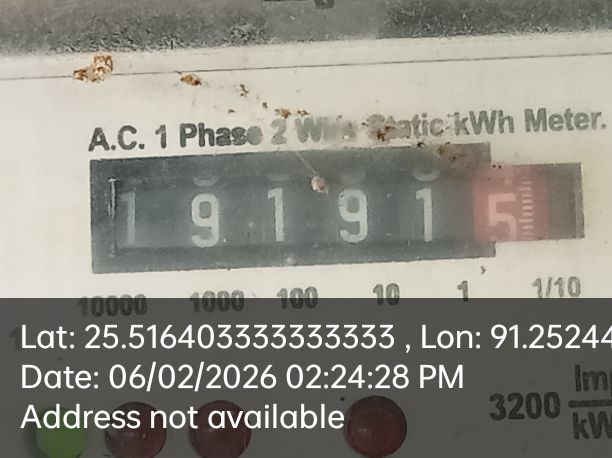 A.C. 1 Phase 2 Wire Static kWh Meter.
1 9 1 9 1 5
10000 1000 100 10 1 1/10
Lat: 25.516403333333333 , Lon: 91.25244
Date: 06/02/2026 02:24:28 PM
Address not available
3200 Imp
kW